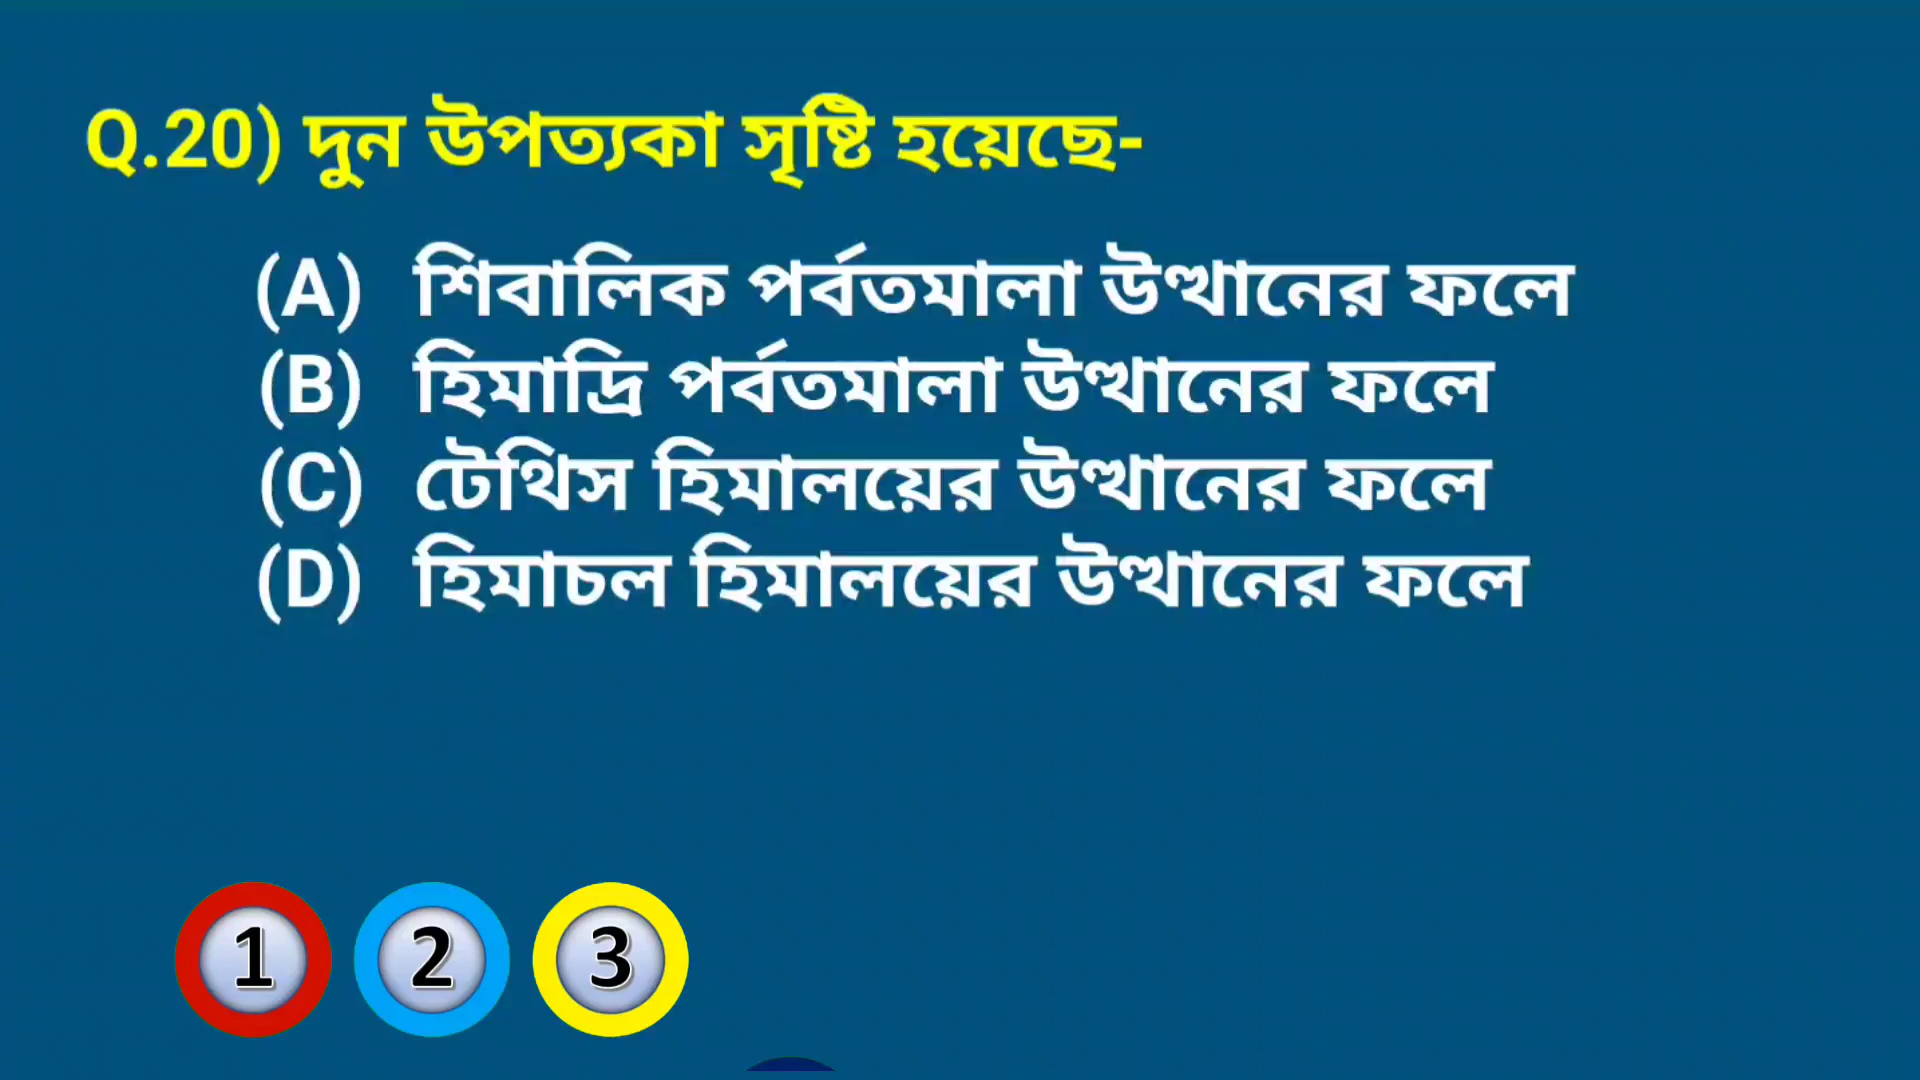 Q.20) দুন উপত্যকা সৃষ্টি হয়েছে-
(A) শিবালিক পর্বতমালা উত্থানের ফলে
(B) হিমাদ্রি পর্বতমালা উত্থানের ফলে
(C) টেথিস হিমালয়ের উত্থানের ফলে
(D) হিমাচল হিমালয়ের উত্থানের ফলে
1 2 3